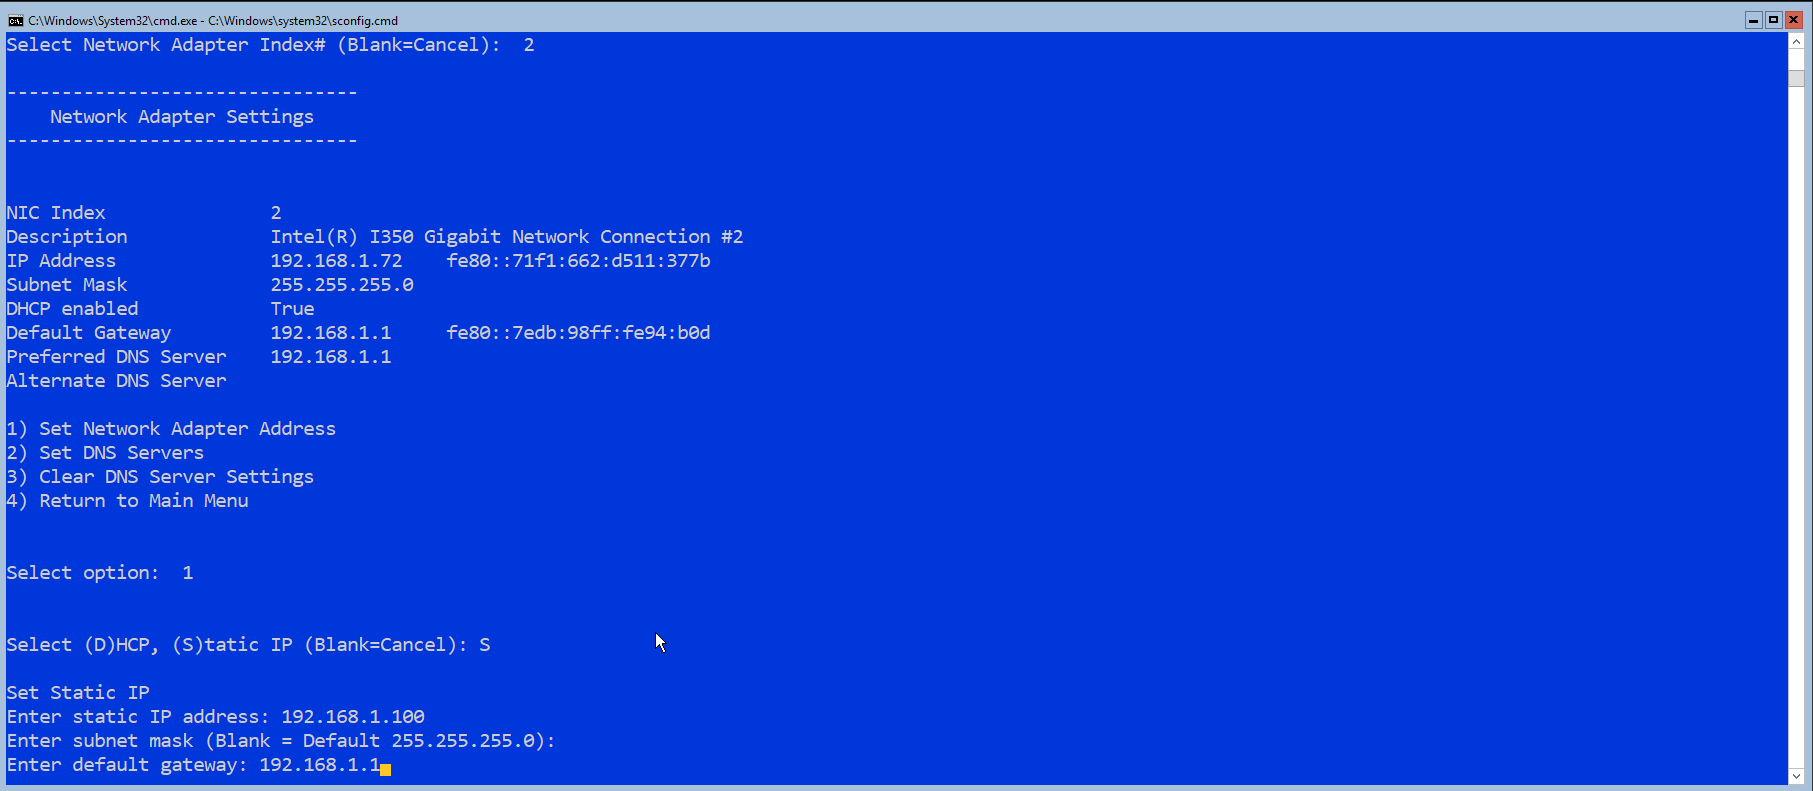 C:\Windows\System32\cmd.exe - C:\Windows\system32\sconfig.cmd
Select Network Adapter Index# (Blank=Cancel):  2
--------------------------------
    Network Adapter Settings
--------------------------------
NIC Index               2
Description             Intel(R) I350 Gigabit Network Connection #2
IP Address              192.168.1.72    fe80::71f1:662:d511:377b
Subnet Mask             255.255.255.0
DHCP enabled            True
Default Gateway         192.168.1.1     fe80::7edb:98ff:fe94:b0d
Preferred DNS Server    192.168.1.1
Alternate DNS Server
1) Set Network Adapter Address
2) Set DNS Servers
3) Clear DNS Server Settings
4) Return to Main Menu
Select option:  1
Select (D)HCP, (S)tatic IP (Blank=Cancel): S
Set Static IP
Enter static IP address: 192.168.1.100
Enter subnet mask (Blank = Default 255.255.255.0):
Enter default gateway: 192.168.1.1